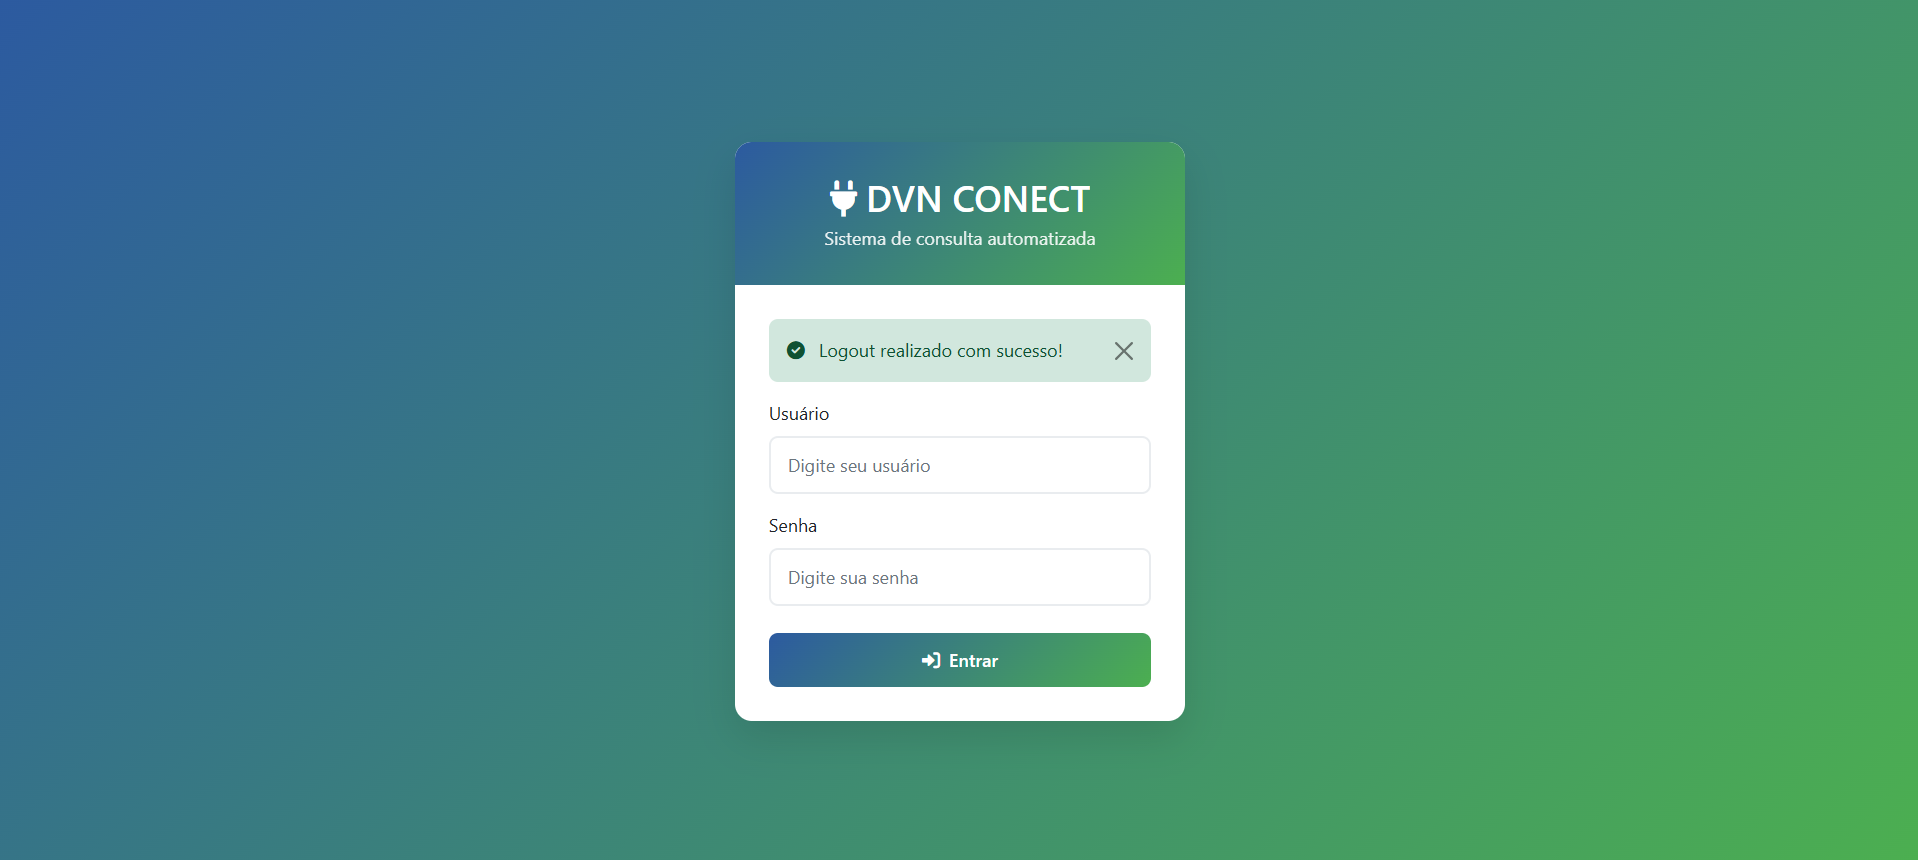 DVN CONECT
Sistema de consulta automatizada
Logout realizado com sucesso!
Usuário
Digite seu usuário
Senha
Digite sua senha
Entrar